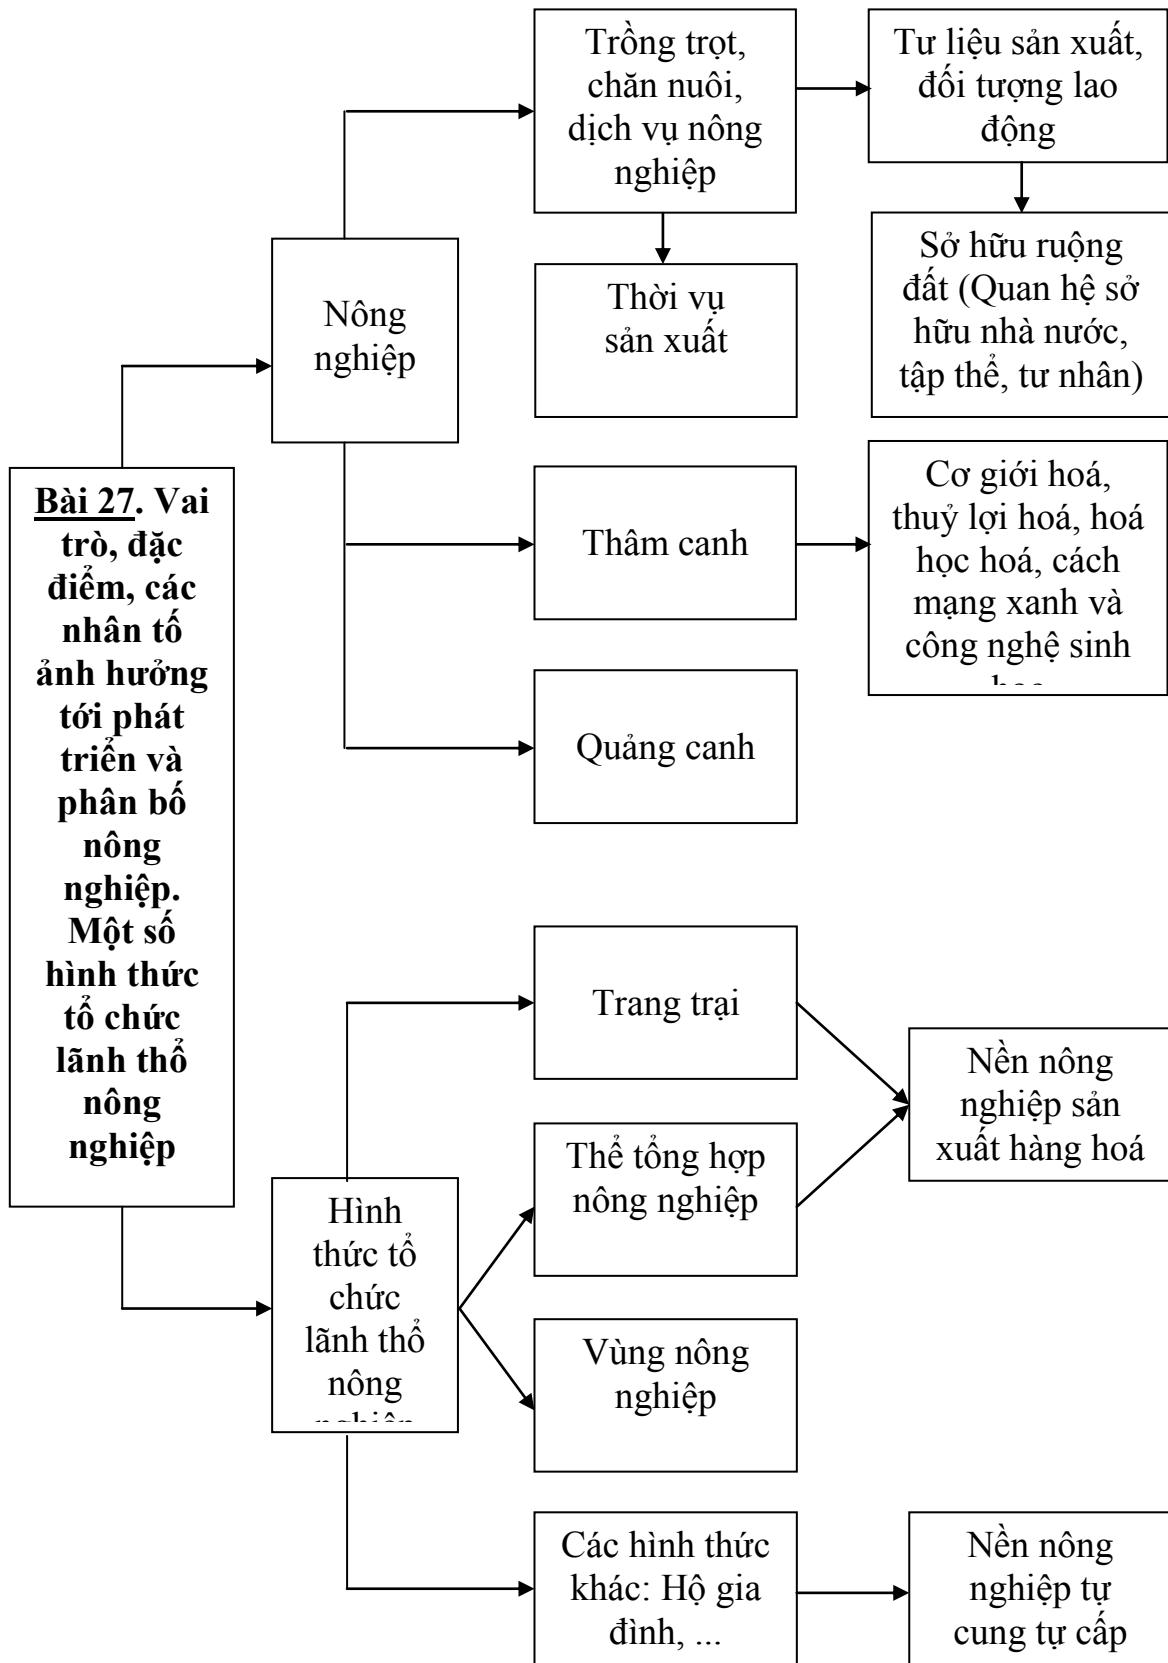 Trồng trọt,
chăn nuôi,
dịch vụ nông
nghiệp
Tư liệu sản xuất,
đối tượng lao
động
Sở hữu ruộng
đất (Quan hệ sở
hữu nhà nước,
tập thể, tư nhân)
Thời vụ
sản xuất
Nông
nghiệp
Bài 27. Vai
trò, đặc
điểm, các
nhân tố
ảnh hưởng
tới phát
triển và
phân bố
nông
nghiệp.
Một số
hình thức
tổ chức
lãnh thổ
nông
nghiệp
Thâm canh
Cơ giới hoá,
thuỷ lợi hoá, hoá
học hoá, cách
mạng xanh và
công nghệ sinh
học
Quảng canh
Trang trại
Nền nông
nghiệp sản
xuất hàng hoá
Thể tổng hợp
nông nghiệp
Hình
thức tổ
chức
lãnh thổ
nông
nghiệp
Vùng nông
nghiệp
Các hình thức
khác: Hộ gia
đình, ...
Nền nông
nghiệp tự
cung tự cấp